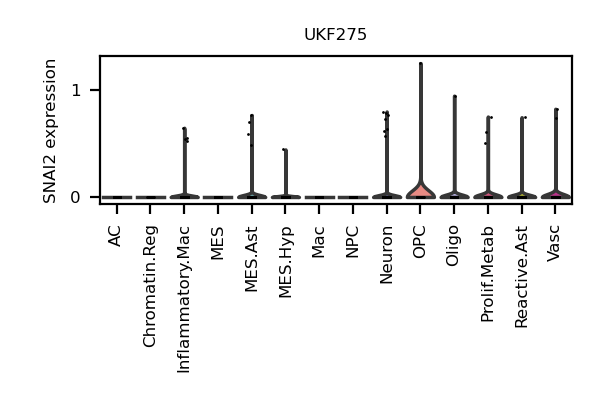 UKF275
SNAI2 expression
1
0
AC
Chromatin.Reg
Inflammatory.Mac
MES
MES.Ast
MES.Hyp
Mac
NPC
Neuron
OPC
Oligo
Prolif.Metab
Reactive.Ast
Vasc